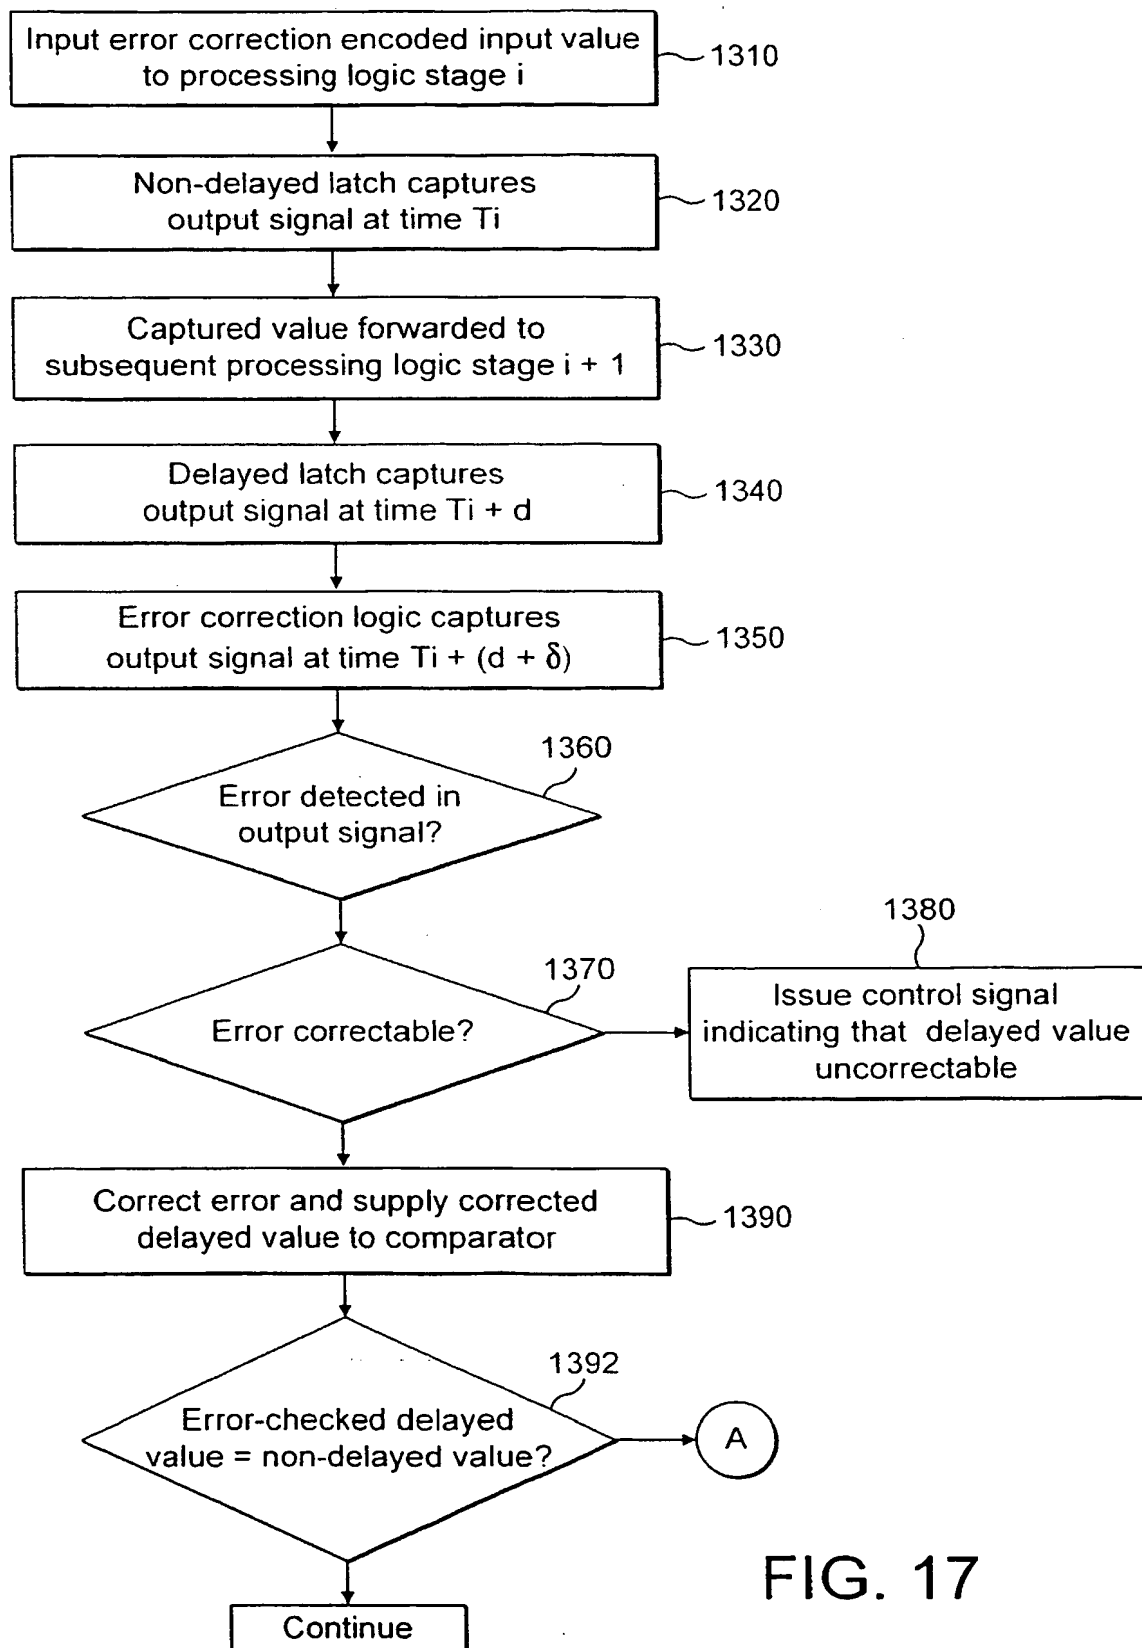 Input error correction encoded input value
to processing logic stage i
1310
Non-delayed latch captures
output signal at time Ti
1320
Captured value forwarded to
subsequent processing logic stage i + 1
1330
Delayed latch captures
output signal at time Ti + d
1340
Error correction logic captures
output signal at time Ti + (d + δ)
1350
1360
Error detected in
output signal?
1370
Error correctable?
1380
Issue control signal
indicating that delayed value
uncorrectable
Correct error and supply corrected
delayed value to comparator
1390
1392
Error-checked delayed
value = non-delayed value?
A
Continue
FIG. 17